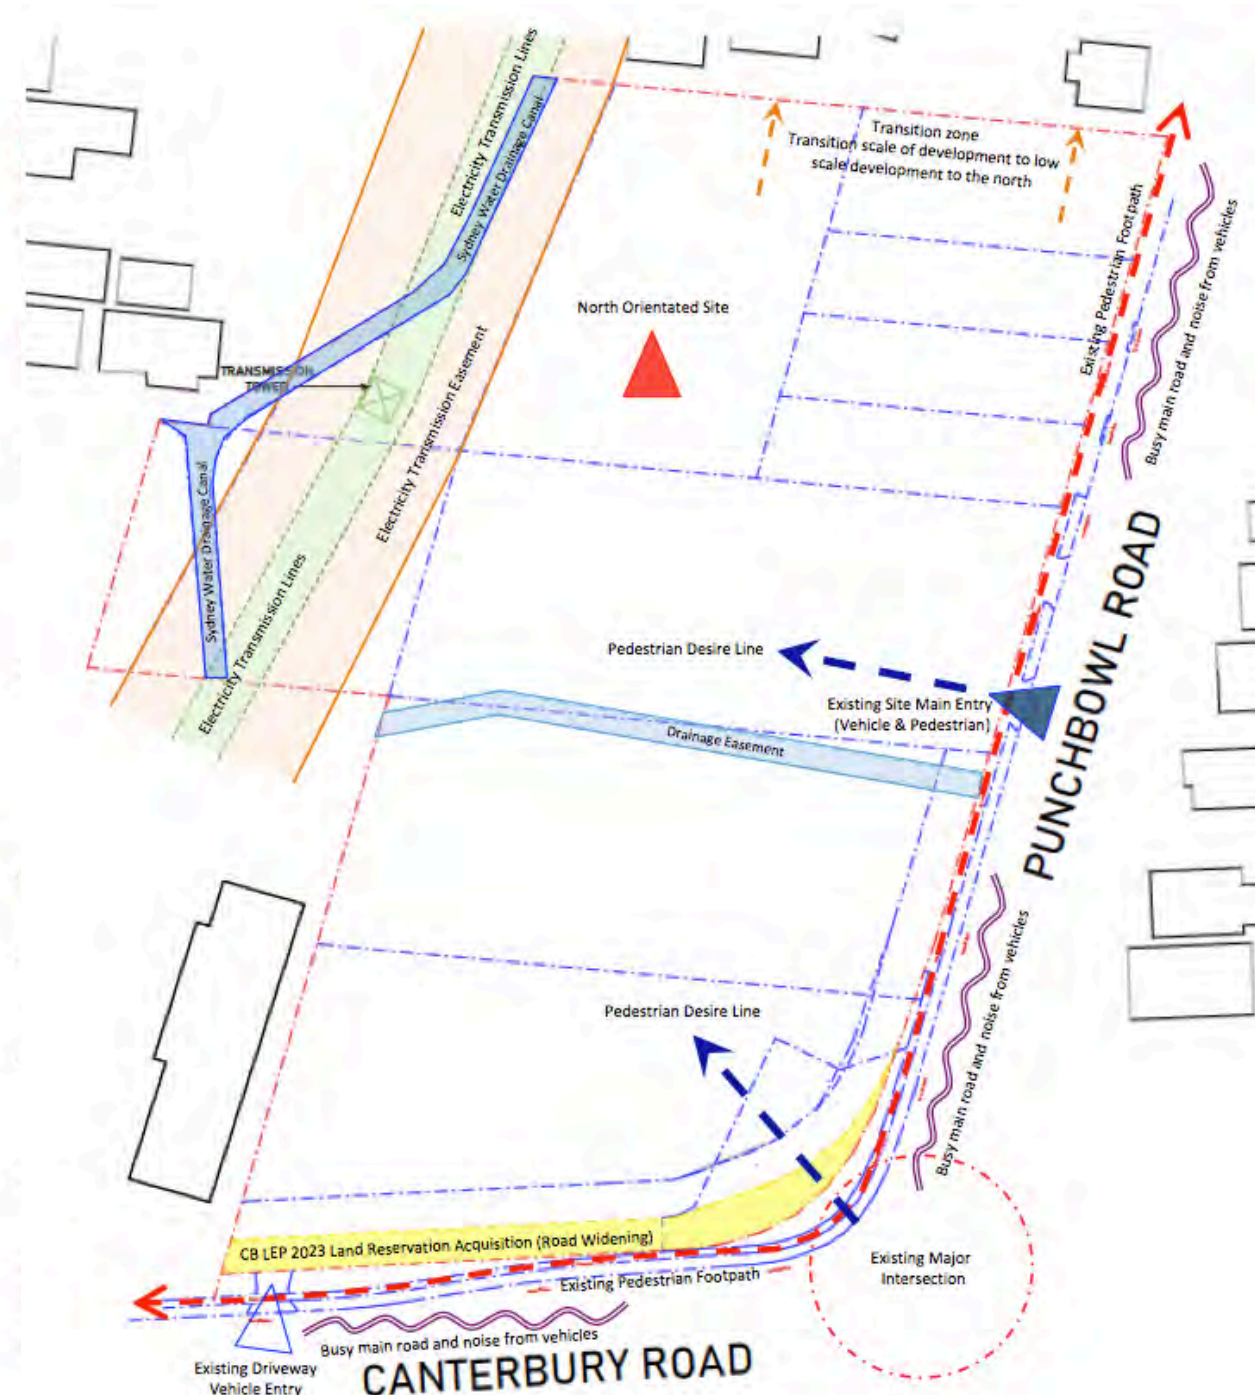 Electricity Transmission Lines
Sydney Water Drainage Canal
Transition zone
Transition scale of development to low
scale development to the north
Existing Pedestrian Footpath
Busy main road and noise from vehicles
North Orientated Site
TRANSMISSION
TOWER
Electricity Transmission Easement
Sydney Water Drainage Canal
Electricity Transmission Lines
PUNCHBOWL ROAD
Pedestrian Desire Line
Existing Site Main Entry
(Vehicle & Pedestrian)
Drainage Easement
Pedestrian Desire Line
Busy main road and noise from vehicles
CB LEP 2023 Land Reservation Acquisition (Road Widening)
Existing Major
Intersection
Existing Pedestrian Footpath
Busy main road and noise from vehicles
CANTERBURY ROAD
Existing Driveway
Vehicle Entry